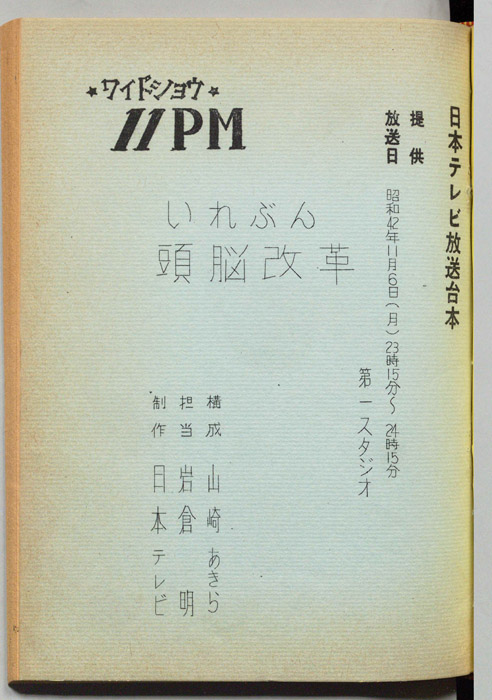 日本テレビ放送台本
提供
放送日 昭和42年11月6日(月)23時15分〜24時15分
第一スタジオ
★ワイドショウ★
11PM
いれぶん
頭脳改革
構成 山崎あきら
担当 岩倉明
制作 日本テレビ